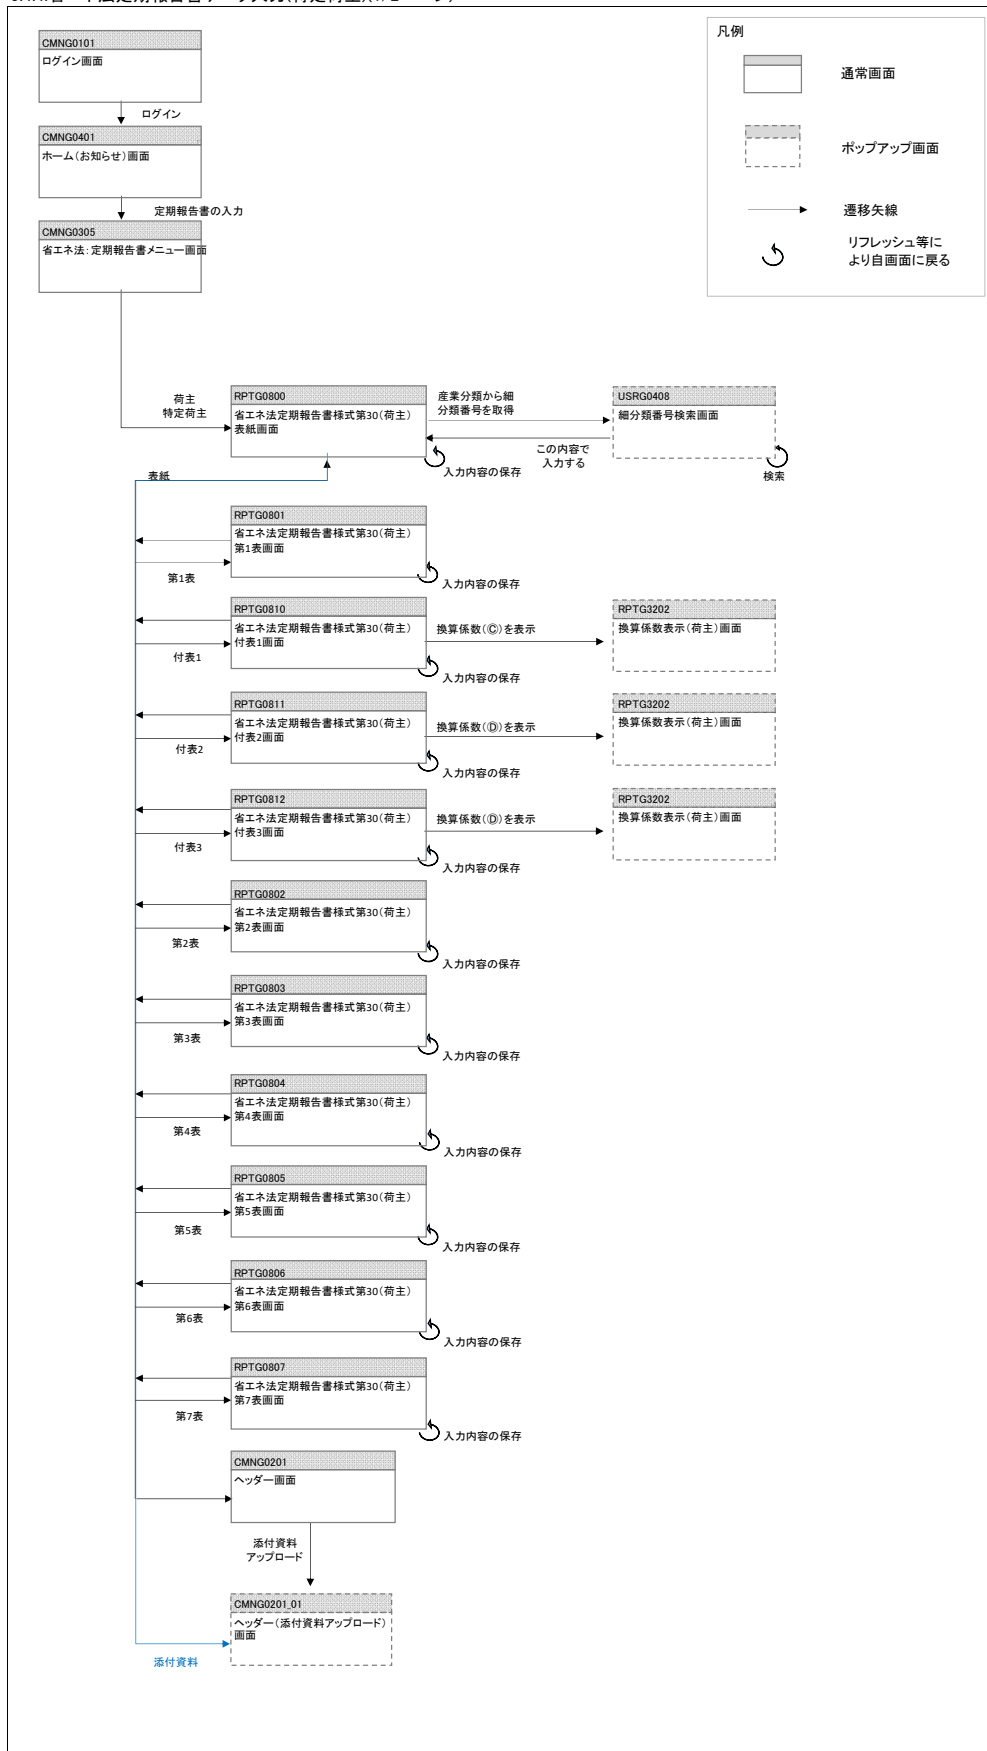 凡例
通常画面
ポップアップ画面
遷移矢線
リフレッシュ等に
より自画面に戻る
CMNG0101
ログイン画面
ログイン
CMNG0401
ホーム(お知らせ)画面
定期報告書の入力
CMNG0305
省エネ法:定期報告書メニュー画面
荷主
特定荷主
RPTG0800
省エネ法定期報告書様式第30(荷主)
表紙画面
入力内容の保存
産業分類から細
分類番号を取得
この内容で
入力する
USRG0408
細分類番号検索画面
検索
表紙
RPTG0801
省エネ法定期報告書様式第30(荷主)
第1表画面
第1表
入力内容の保存
RPTG0810
省エネ法定期報告書様式第30(荷主)
付表1画面
付表1
入力内容の保存
換算係数(Ⓒ)を表示
RPTG3202
換算係数表示(荷主)画面
RPTG0811
省エネ法定期報告書様式第30(荷主)
付表2画面
付表2
入力内容の保存
換算係数(Ⓓ)を表示
RPTG3202
換算係数表示(荷主)画面
RPTG0812
省エネ法定期報告書様式第30(荷主)
付表3画面
付表3
入力内容の保存
換算係数(Ⓓ)を表示
RPTG3202
換算係数表示(荷主)画面
RPTG0802
省エネ法定期報告書様式第30(荷主)
第2表画面
第2表
入力内容の保存
RPTG0803
省エネ法定期報告書様式第30(荷主)
第3表画面
第3表
入力内容の保存
RPTG0804
省エネ法定期報告書様式第30(荷主)
第4表画面
第4表
入力内容の保存
RPTG0805
省エネ法定期報告書様式第30(荷主)
第5表画面
第5表
入力内容の保存
RPTG0806
省エネ法定期報告書様式第30(荷主)
第6表画面
第6表
入力内容の保存
RPTG0807
省エネ法定期報告書様式第30(荷主)
第7表画面
第7表
入力内容の保存
CMNG0201
ヘッダー画面
添付資料
アップロード
CMNG0201_01
ヘッダー(添付資料アップロード)
画面
添付資料